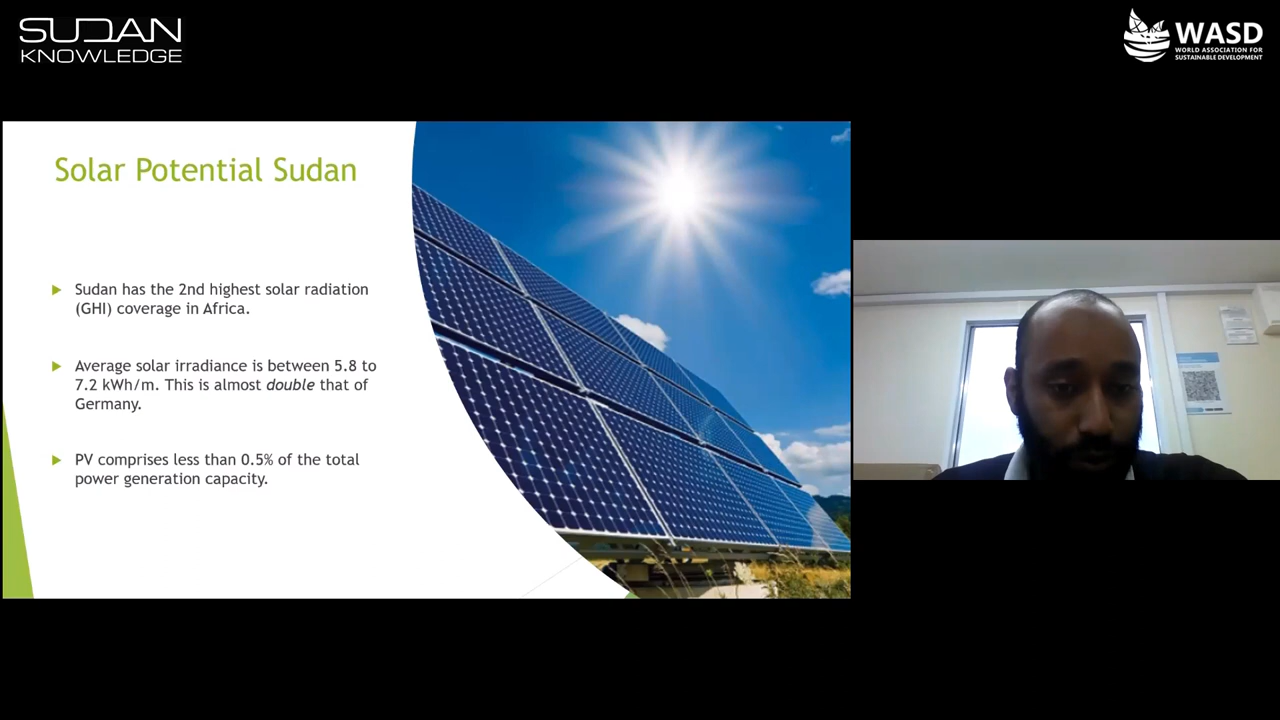 SUDAN
KNOWLEDGE
WASD
WORLD ASSOCIATION FOR
SUSTAINABLE DEVELOPMENT
Solar Potential Sudan
Sudan has the 2nd highest solar radiation
(GHI) coverage in Africa.
Average solar irradiance is between 5.8 to
7.2 kWh/m. This is almost double that of
Germany.
PV comprises less than 0.5% of the total
power generation capacity.